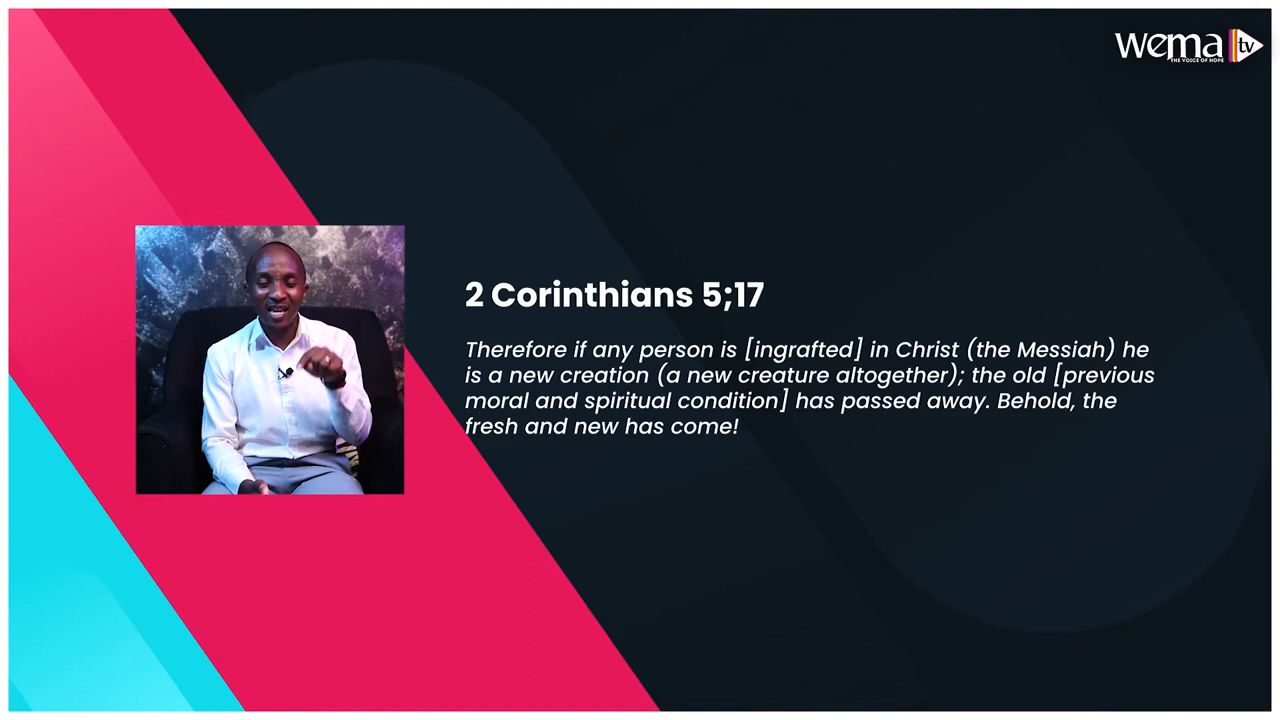 wema tv
THE VOICE OF HOPE
2 Corinthians 5;17
Therefore if any person is [ingrafted] in Christ (the Messiah) he
is a new creation (a new creature altogether); the old [previous
moral and spiritual condition] has passed away. Behold, the
fresh and new has come!